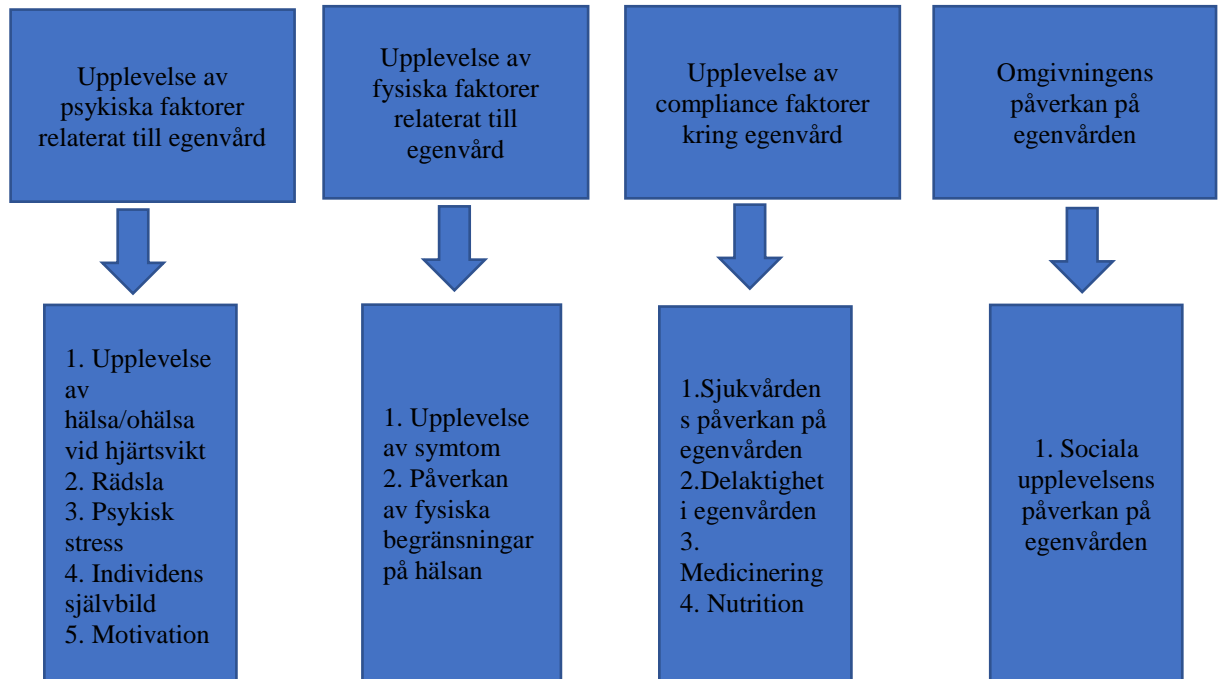 Upplevelse av
psykiska faktorer
relaterat till egenvård
Upplevelse av
fysiska faktorer
relaterat till
egenvård
Upplevelse av
compliance faktorer
kring egenvård
Omgivningens
påverkan på
egenvården
1. Upplevelse
av
hälsa/ohälsa
vid hjärtsvikt
2. Rädsla
3. Psykisk
stress
4. Individens
självbild
5. Motivation
1. Upplevelse
av symtom
2. Påverkan
av fysiska
begränsningar
på hälsan
1.Sjukvården
s påverkan på
egenvården
2.Delaktighet
i egenvården
3.
Medicinering
4. Nutrition
1. Sociala
upplevelsens
påverkan på
egenvården